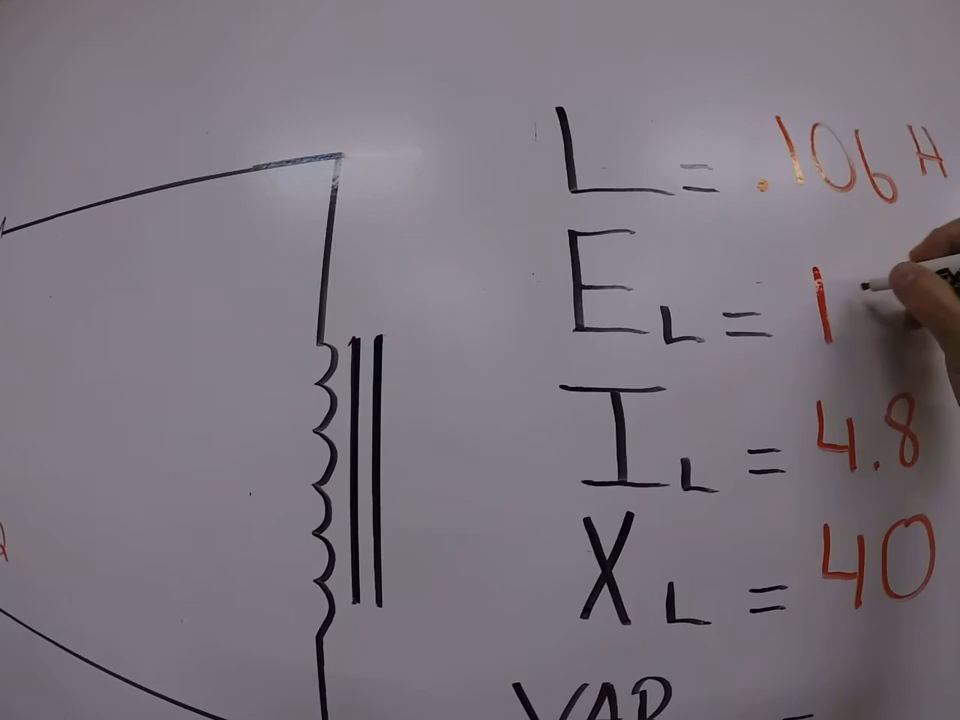 L = .106 H
E L = 1
I L = 4.8
X L = 40
VAR =